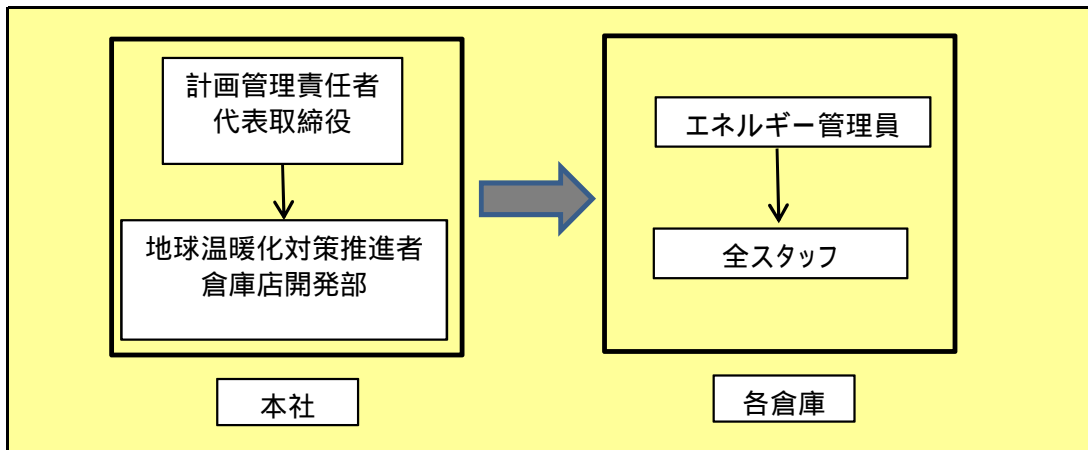 計画管理責任者
代表取締役
地球温暖化対策推進者
倉庫店開発部
本社
エネルギー管理員
全スタッフ
各倉庫